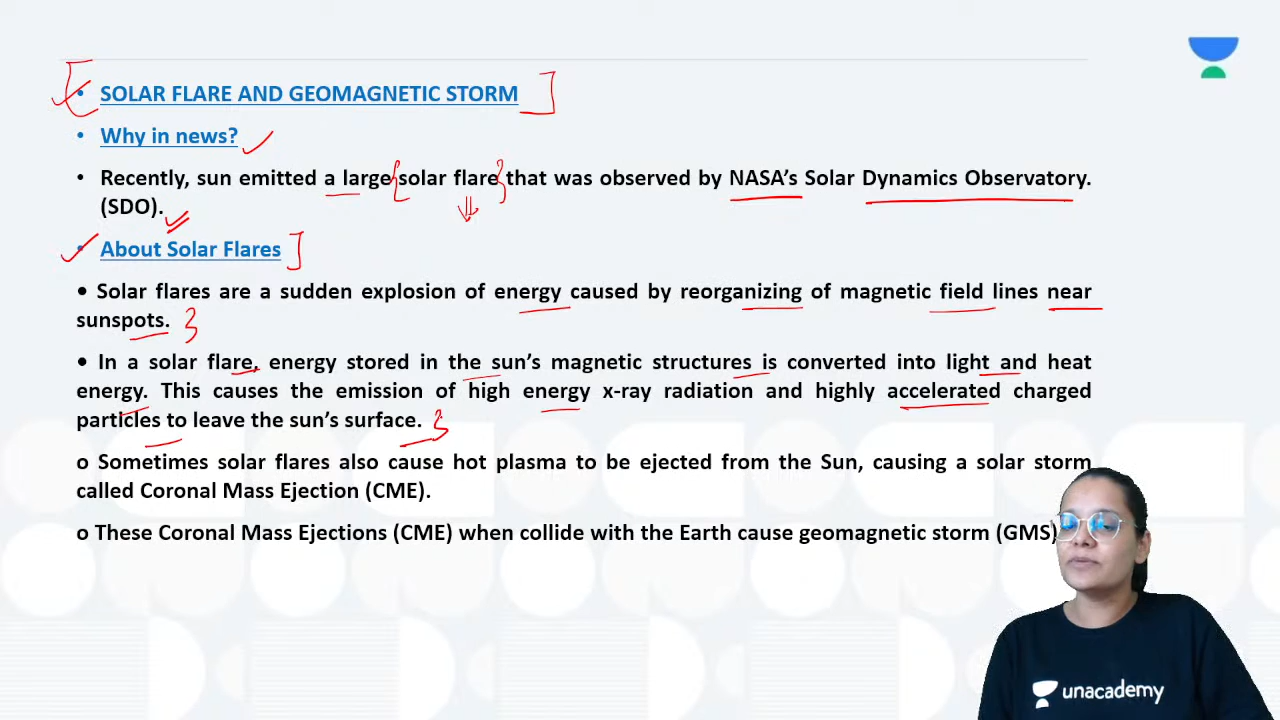 • SOLAR FLARE AND GEOMAGNETIC STORM
• Why in news?
• Recently, sun emitted a large solar flare that was observed by NASA's Solar Dynamics Observatory.
(SDO).
• About Solar Flares
• Solar flares are a sudden explosion of energy caused by reorganizing of magnetic field lines near
sunspots.
• In a solar flare, energy stored in the sun's magnetic structures is converted into light and heat
energy. This causes the emission of high energy x-ray radiation and highly accelerated charged
particles to leave the sun's surface.
o Sometimes solar flares also cause hot plasma to be ejected from the Sun, causing a solar storm
called Coronal Mass Ejection (CME).
o These Coronal Mass Ejections (CME) when collide with the Earth cause geomagnetic storm (GMS)
unacademy